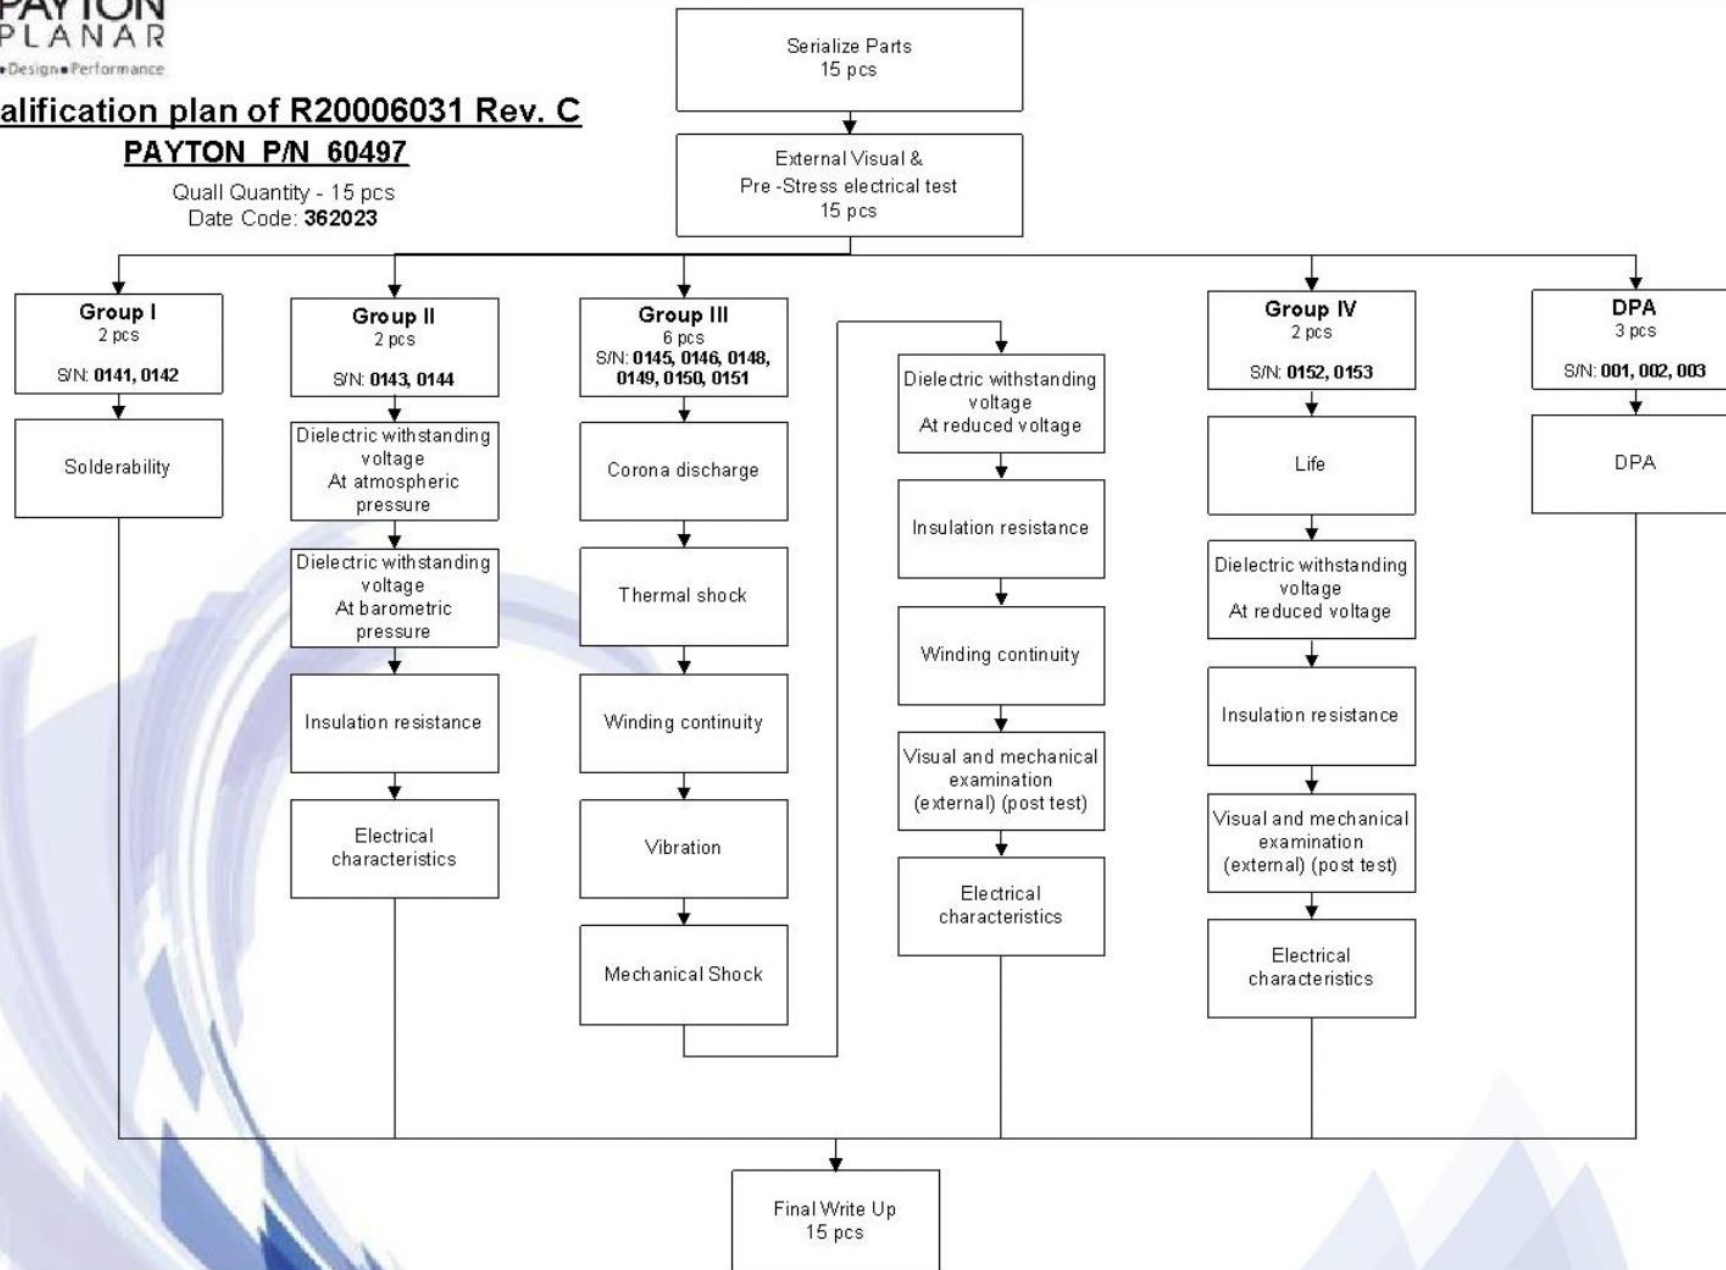 PAYTON
PLANAR
•Design•Performance
alification plan of R20006031 Rev. C
PAYTON P/N 60497
Quall Quantity - 15 pcs
Date Code: 362023
Serialize Parts
15 pcs
External Visual &
Pre -Stress electrical test
15 pcs
Group I
2 pcs
S/N: 0141, 0142
Solderability
Group II
2 pcs
S/N: 0143, 0144
Dielectric withstanding
voltage
At atmospheric
pressure
Dielectric withstanding
voltage
At barometric
pressure
Insulation resistance
Electrical
characteristics
Group III
6 pcs
S/N: 0145, 0146, 0148,
0149, 0150, 0151
Corona discharge
Thermal shock
Winding continuity
Vibration
Mechanical Shock
Dielectric withstanding
voltage
At reduced voltage
Insulation resistance
Winding continuity
Visual and mechanical
examination
(external) (post test)
Electrical
characteristics
Group IV
2 pcs
S/N: 0152, 0153
Life
Dielectric withstanding
voltage
At reduced voltage
Insulation resistance
Visual and mechanical
examination
(external) (post test)
Electrical
characteristics
DPA
3 pcs
S/N: 001, 002, 003
DPA
Final Write Up
15 pcs